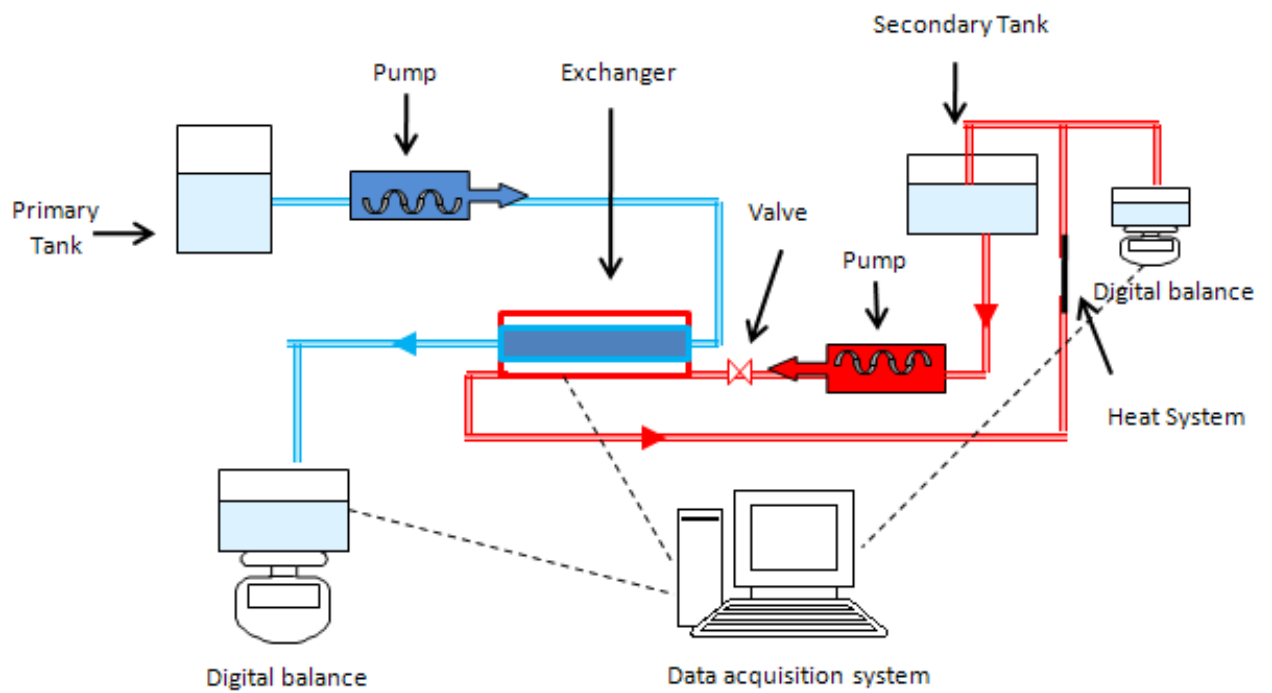 Secondary Tank
Pump
Exchanger
Primary
Tank
Valve
Pump
Digital balance
Heat System
Digital balance
Data acquisition system